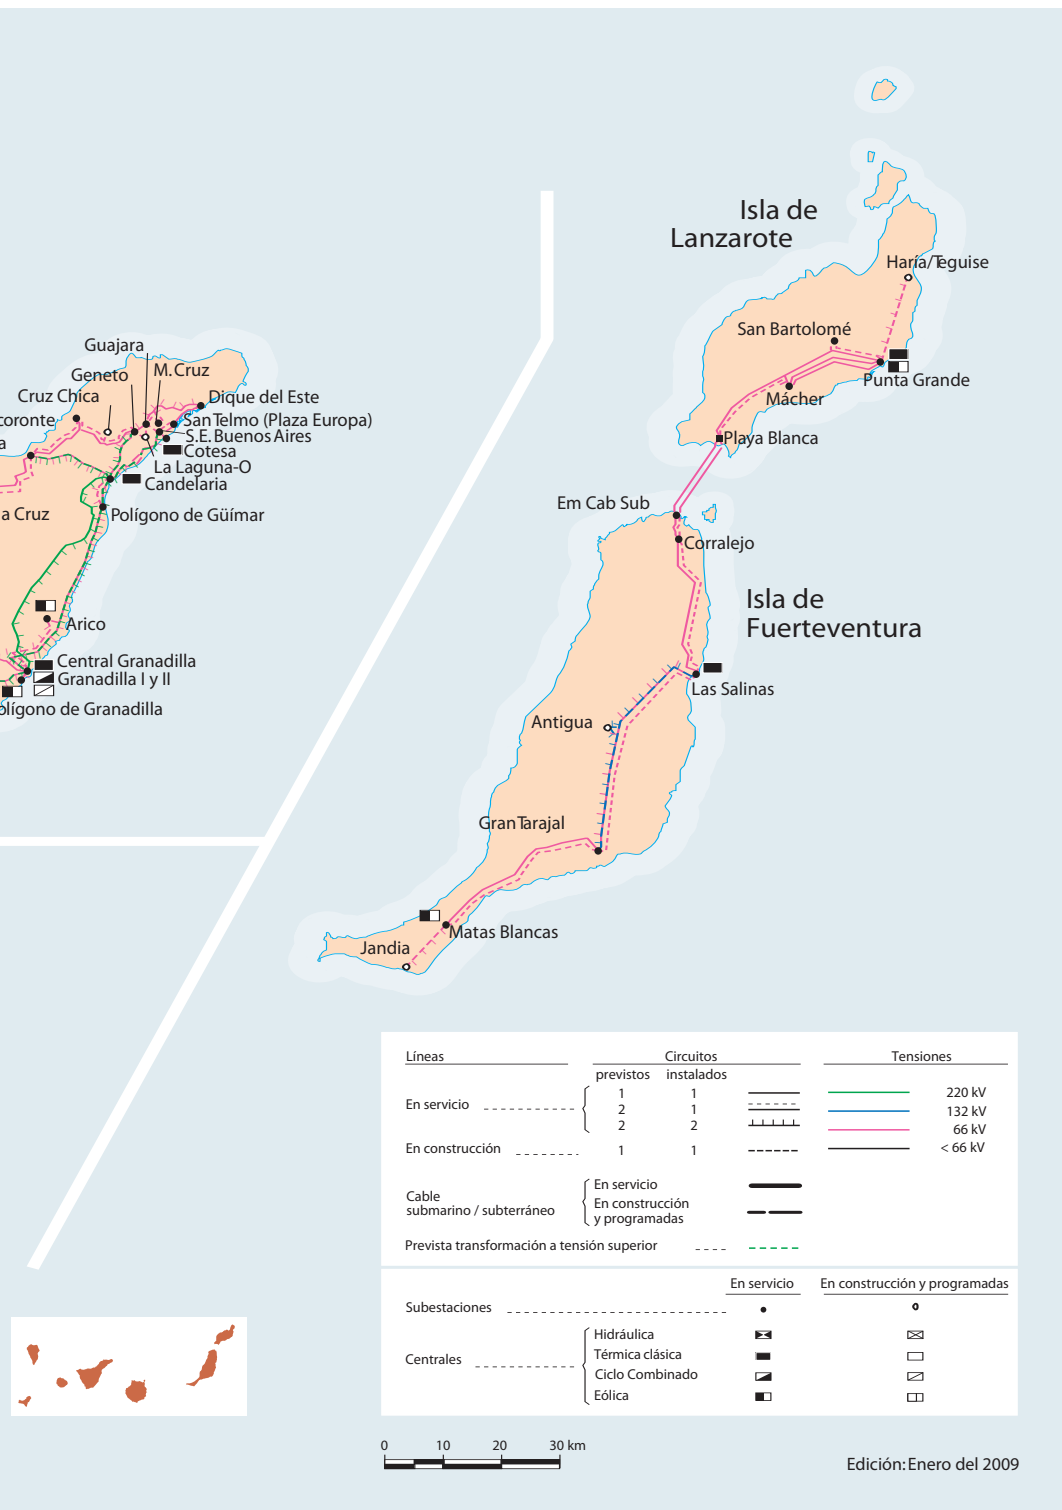 Isla de
Lanzarote
Haría/Teguise
San Bartolomé
Punta Grande
Mácher
Playa Blanca
Guajara
Geneto
M. Cruz
Cruz Chica
Dique del Este
coronte
San Telmo (Plaza Europa)
a
S.E. Buenos Aires
Cotesa
La Laguna-O
Candelaria
a Cruz
Polígono de Güímar
Em Cab Sub
Corralejo
Isla de
Fuerteventura
Arico
Central Granadilla
Granadilla I y II
olígono de Granadilla
Las Salinas
Antigua
Gran Tarajal
Matas Blancas
Jandia
Líneas
Circuitos
Tensiones
previstos instalados
En servicio
1 1
2 1
2 2
220 kV
132 kV
66 kV
< 66 kV
En construcción 1 1
Cable
submarino / subterráneo
En servicio
En construcción
y programadas
Prevista transformación a tensión superior
En servicio En construcción y programadas
Subestaciones
Centrales
Hidráulica
Térmica clásica
Ciclo Combinado
Eólica
0 10 20 30 km
Edición: Enero del 2009